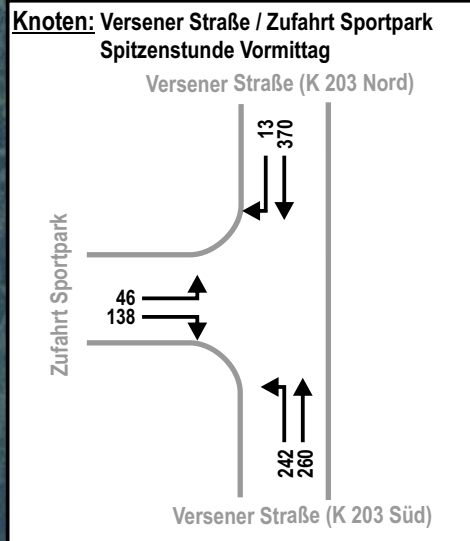 Knoten: Versener Straße / Zufahrt Sportpark
Spitzenstunde Vormittag
Versener Straße (K 203 Nord)
13
370
Zufahrt Sportpark
46
138
242
260
Versener Straße (K 203 Süd)